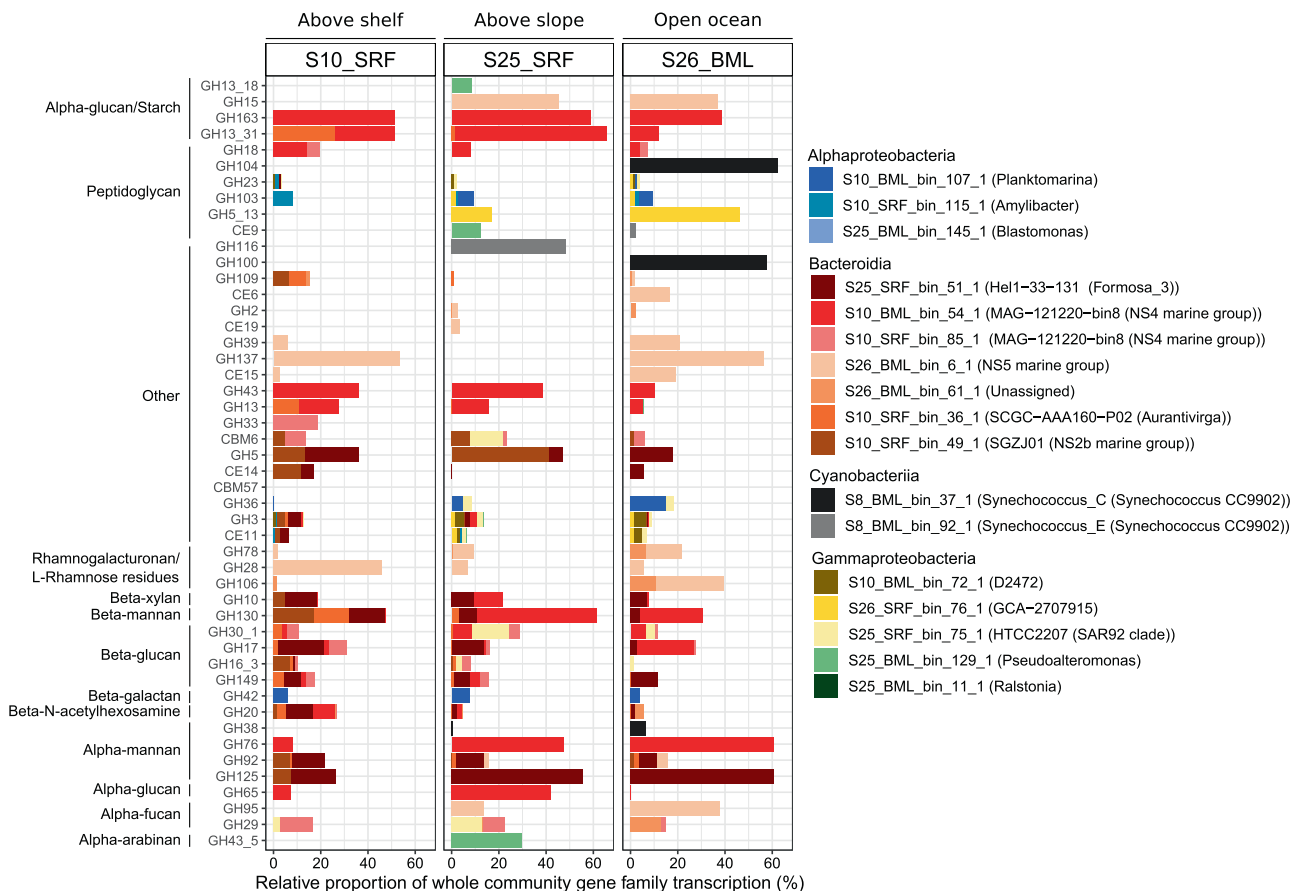 Above shelf
Above slope
Open ocean
S10_SRF
S25_SRF
S26_BML
Alpha-glucan/Starch
Peptidoglycan
Other
Rhamnogalacturonan/
L-Rhamnose residues
Beta-xylan
Beta-mannan
Beta-glucan
Beta-galactan
Beta-N-acetylhexosamine
Alpha-mannan
Alpha-glucan
Alpha-fucan
Alpha-arabinan
GH13_18
GH15
GH163
GH13_31
GH18
GH104
GH23
GH103
GH5_13
CE9
GH116
GH100
GH109
CE6
GH2
CE19
GH39
GH137
CE15
GH43
GH13
GH33
CBM6
GH5
CE14
CBM57
GH36
GH3
CE11
GH78
GH28
GH106
GH10
GH130
GH30_1
GH17
GH16_3
GH149
GH42
GH20
GH38
GH76
GH92
GH125
GH65
GH95
GH29
GH43_5
0 20 40 60
0 20 40 60
0 20 40 60
Relative proportion of whole community gene family transcription (%)
Alphaproteobacteria
S10_BML_bin_107_1 (Planktomarina)
S10_SRF_bin_115_1 (Amylibacter)
S25_BML_bin_145_1 (Blastomonas)
Bacteroidia
S25_SRF_bin_51_1 (Hel1−33−131 (Formosa_3))
S10_BML_bin_54_1 (MAG−121220−bin8 (NS4 marine group))
S10_SRF_bin_85_1 (MAG−121220−bin8 (NS4 marine group))
S26_BML_bin_6_1 (NS5 marine group)
S26_BML_bin_61_1 (Unassigned)
S10_SRF_bin_36_1 (SCGC−AAA160−P02 (Aurantivirga))
S10_SRF_bin_49_1 (SGZJ01 (NS2b marine group))
Cyanobacteriia
S8_BML_bin_37_1 (Synechococcus_C (Synechococcus CC9902))
S8_BML_bin_92_1 (Synechococcus_E (Synechococcus CC9902))
Gammaproteobacteria
S10_BML_bin_72_1 (D2472)
S26_SRF_bin_76_1 (GCA-2707915)
S25_SRF_bin_75_1 (HTCC2207 (SAR92 clade))
S25_BML_bin_129_1 (Pseudoalteromonas)
S25_BML_bin_11_1 (Ralstonia)